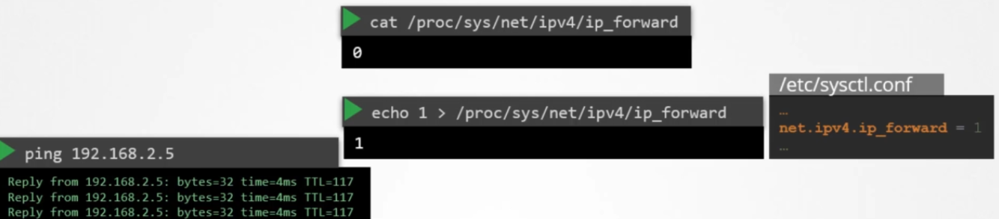 cat /proc/sys/net/ipv4/ip_forward
0
echo 1 > /proc/sys/net/ipv4/ip_forward
1
/etc/sysctl.conf
…
net.ipv4.ip_forward = 1
…
ping 192.168.2.5
Reply from 192.168.2.5: bytes=32 time=4ms TTL=117
Reply from 192.168.2.5: bytes=32 time=4ms TTL=117
Reply from 192.168.2.5: bytes=32 time=4ms TTL=117